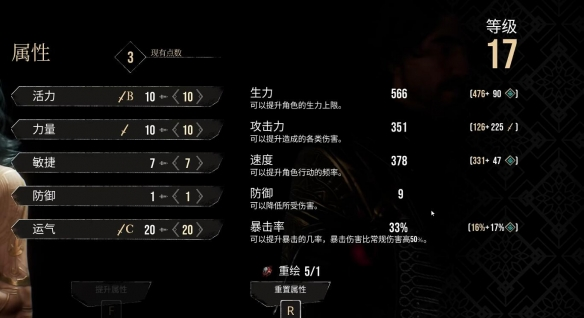 属性
3 现有点数
等级
17
活力 /B 10 10
力量 / 10 10
敏捷 7 7
防御 1 1
运气 /C 20 20
生力 566 (476+ 90)
可以提升角色的生力上限。
攻击力 351 (126+225 /)
可以提升造成的各类伤害。
速度 378 (331+ 47)
可以提升角色行动的频率。
防御 9
可以降低所受伤害。
暴击率 33% (16%+17%)
可以提升暴击的几率，暴击伤害比常规伤害高50%。
重绘 5/1
提升属性
F
重置属性
R